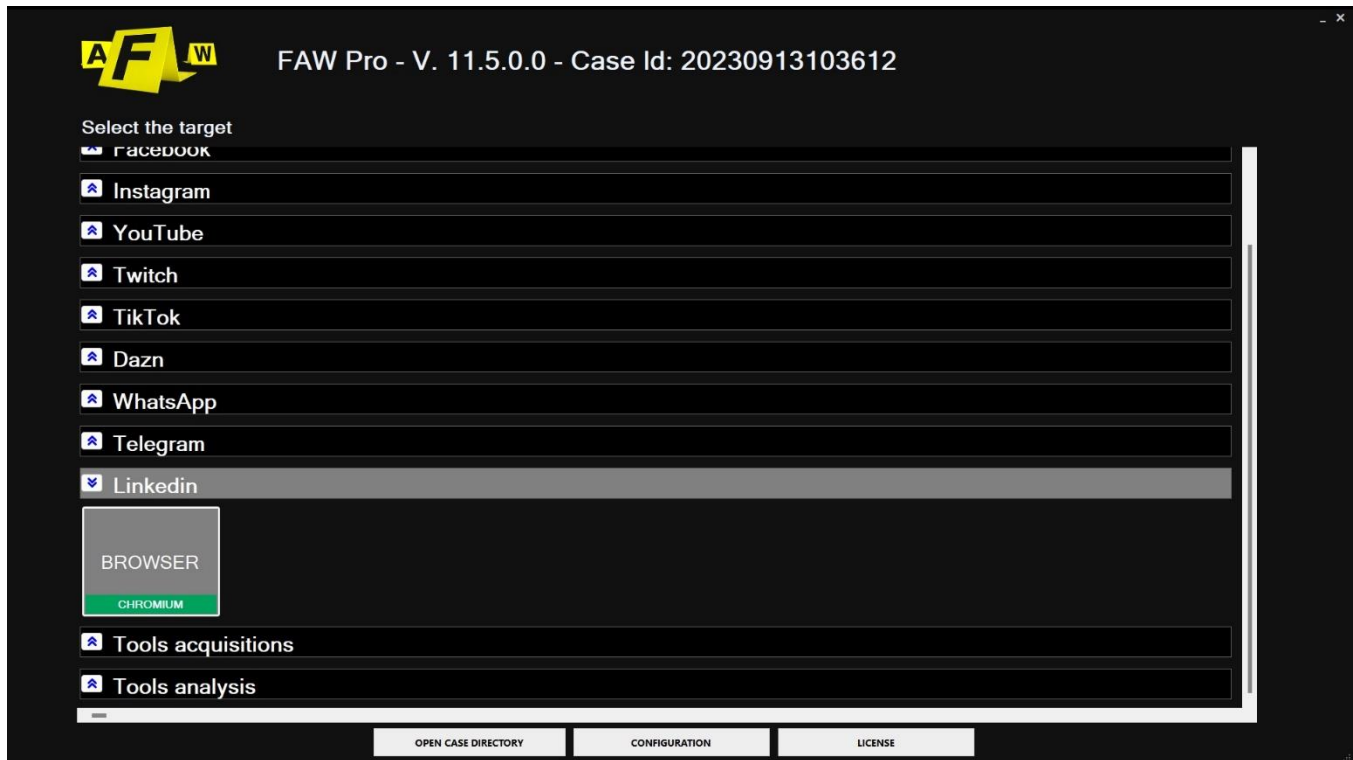 A F W
FAW Pro - V. 11.5.0.0 - Case Id: 20230913103612
Select the target
Facebook
Instagram
YouTube
Twitch
TikTok
Dazn
WhatsApp
Telegram
Linkedin
BROWSER
CHROMIUM
Tools acquisitions
Tools analysis
OPEN CASE DIRECTORY CONFIGURATION LICENSE